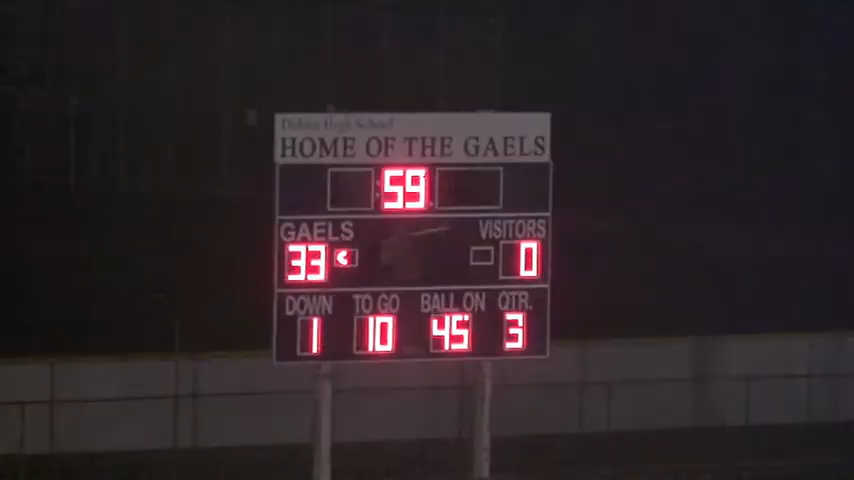 Dublin High School
HOME OF THE GAELS
:59
GAELS VISITORS
33 0
DOWN TO GO BALL ON QTR.
1 10 45 3